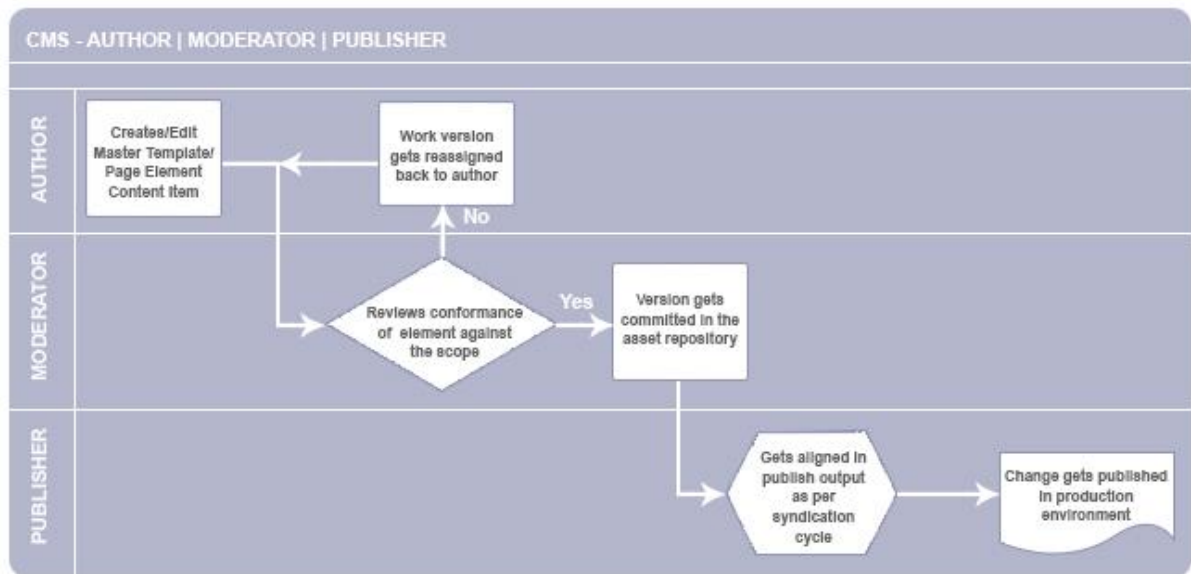 CMS - AUTHOR | MODERATOR | PUBLISHER
AUTHOR
Creates/Edit
Master Template/
Page Element
Content Item
Work version
gets reassigned
back to author
No
MODERATOR
Reviews conformance
of element against
the scope
Yes
Version gets
committed in the
asset repository
PUBLISHER
Gets aligned in
publish output
as per
syndication
cycle
Change gets published
in production
environment